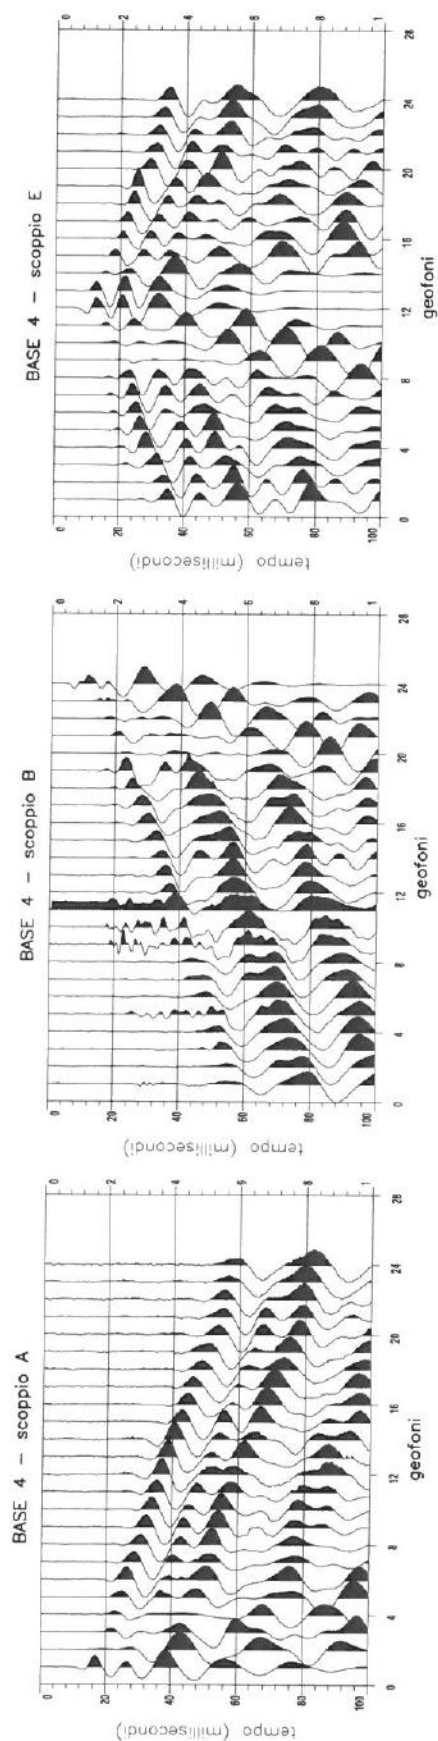 BASE 4 – scoppio A
tempo (millisecondi)
0 0
20 2
40 4
60 6
80 8
100 1
0 4 8 12 16 20 24 28
geofoni
BASE 4 – scoppio B
tempo (millisecondi)
0 0
20 2
40 4
60 6
80 8
100 1
0 4 8 12 16 20 24 28
geofoni
BASE 4 – scoppio E
tempo (millisecondi)
0 0
20 2
40 4
60 6
80 8
100 1
0 4 8 12 16 20 24 28
geofoni